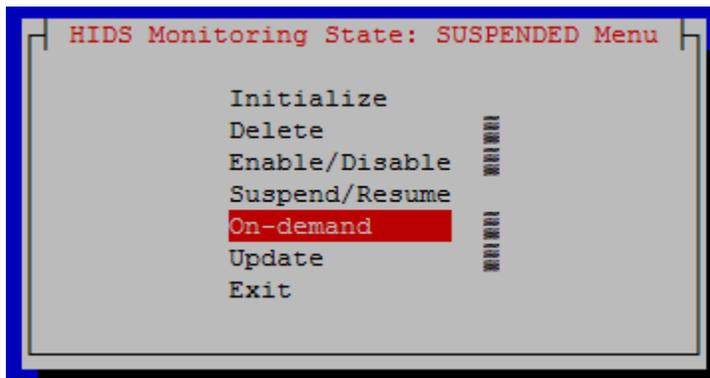 HIDS Monitoring State: SUSPENDED Menu
Initialize
Delete
Enable/Disable
Suspend/Resume
On-demand
Update
Exit